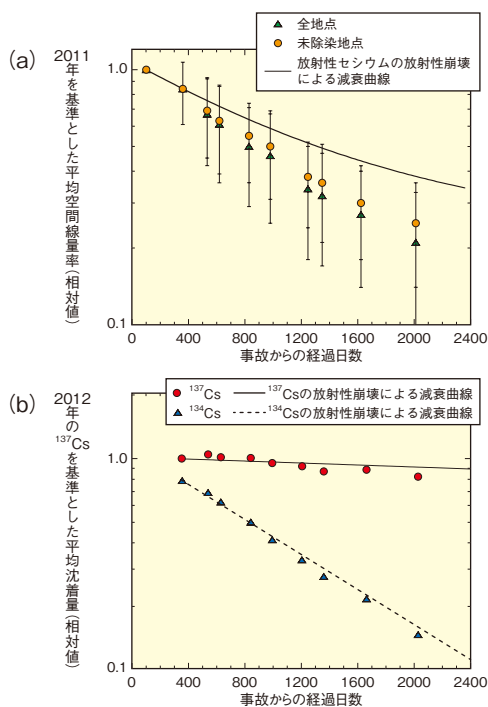 (a)
2011年を基準とした平均空間線量率(相対値)
全地点
未除染地点
放射性セシウムの放射性崩壊
による減衰曲線
1.0
0.1
0
400
800
1200
1600
2000
2400
事故からの経過日数
(b)
2012年の
¹³⁷Csを基準とした平均沈着量(相対値)
¹³⁷Cs
¹³⁷Csの放射性崩壊による減衰曲線
¹³⁴Cs
¹³⁴Csの放射性崩壊による減衰曲線
1.0
0.1
0
400
800
1200
1600
2000
2400
事故からの経過日数